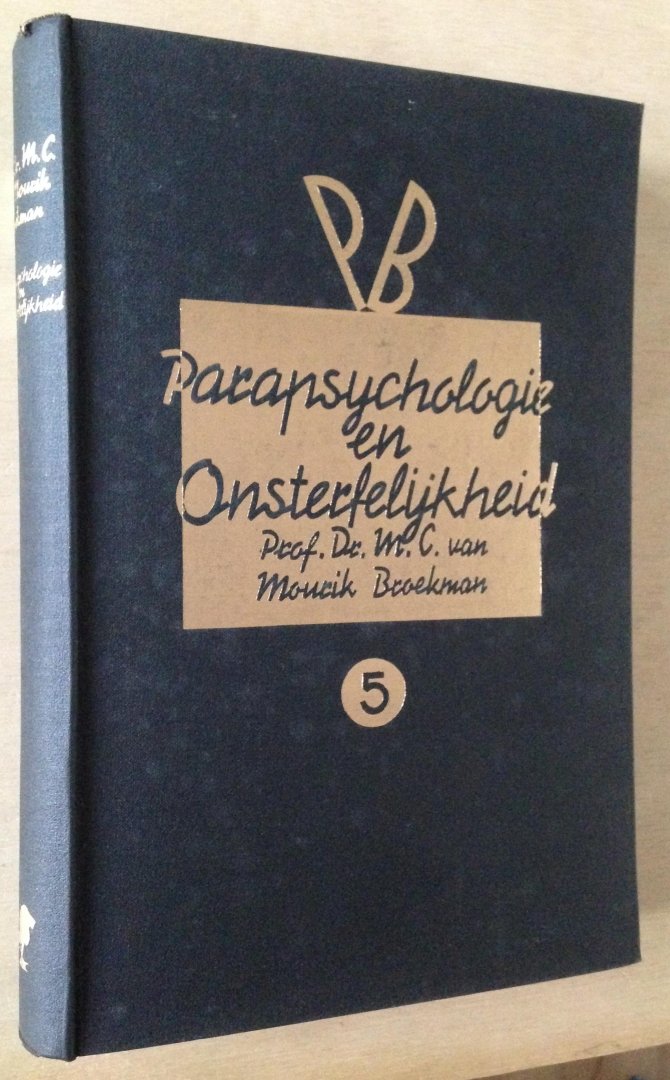 PB
Parapsychologie
en
Onsterfelijkheid
Prof. Dr. M. C. van
Mourik Broekman
5
M. C.